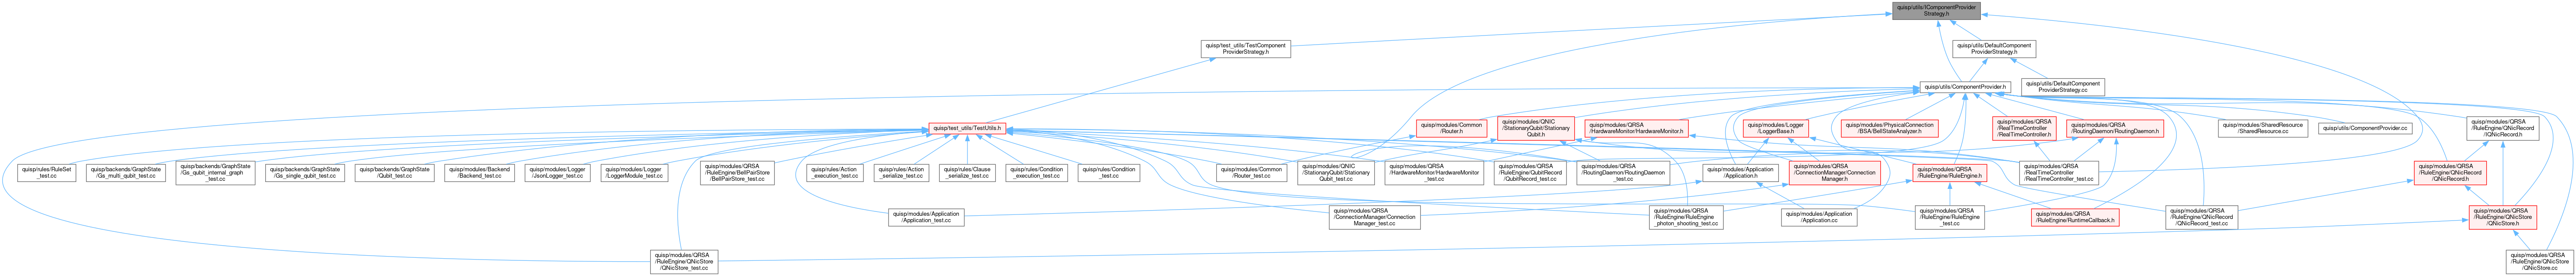 quisp/utils/IComponentProvider
Strategy.h
quisp/test_utils/TestComponent
ProviderStrategy.h
quisp/utils/DefaultComponent
ProviderStrategy.h
quisp/utils/ComponentProvider.h
quisp/utils/DefaultComponent
ProviderStrategy.cc
quisp/test_utils/TestUtils.h
quisp/modules/Common
/Router.h
quisp/modules/QNIC
/StationaryQubit/Stationary
Qubit.h
quisp/modules/QRSA
/HardwareMonitor/HardwareMonitor.h
quisp/modules/Logger
/LoggerBase.h
quisp/modules/PhysicalConnection
/BSA/BellStateAnalyzer.h
quisp/modules/QRSA
/RealTimeController
/RealTimeController.h
quisp/modules/QRSA
/RoutingDaemon/RoutingDaemon.h
quisp/modules/SharedResource
/SharedResource.cc
quisp/utils/ComponentProvider.cc
quisp/modules/QRSA
/RuleEngine/QNicRecord
/IQNicRecord.h
quisp/rules/RuleSet
_test.cc
quisp/backends/GraphState
/Gs_multi_qubit_test.cc
quisp/backends/GraphState
/Gs_qubit_internal_graph
_test.cc
quisp/backends/GraphState
/Gs_single_qubit_test.cc
quisp/backends/GraphState
/Qubit_test.cc
quisp/modules/Backend
/Backend_test.cc
quisp/modules/Logger
/JsonLogger_test.cc
quisp/modules/Logger
/LoggerModule_test.cc
quisp/modules/QRSA
/RuleEngine/BellPairStore
/BellPairStore_test.cc
quisp/rules/Action
_execution_test.cc
quisp/rules/Action
_serialize_test.cc
quisp/rules/Clause
_serialize_test.cc
quisp/rules/Condition
_execution_test.cc
quisp/rules/Condition
_test.cc
quisp/modules/Common
/Router_test.cc
quisp/modules/QNIC
/StationaryQubit/Stationary
Qubit_test.cc
quisp/modules/QRSA
/HardwareMonitor/HardwareMonitor
_test.cc
quisp/modules/QRSA
/RuleEngine/QubitRecord
/QubitRecord_test.cc
quisp/modules/QRSA
/RoutingDaemon/RoutingDaemon
_test.cc
quisp/modules/Application
/Application.h
quisp/modules/QRSA
/ConnectionManager/Connection
Manager.h
quisp/modules/QRSA
/RuleEngine/RuleEngine.h
quisp/modules/QRSA
/RealTimeController
/RealTimeController_test.cc
quisp/modules/QRSA
/RuleEngine/QNicRecord
/QNicRecord.h
quisp/modules/Application
/Application_test.cc
quisp/modules/QRSA
/ConnectionManager/Connection
Manager_test.cc
quisp/modules/QRSA
/RuleEngine/RuleEngine
_photon_shooting_test.cc
quisp/modules/Application
/Application.cc
quisp/modules/QRSA
/RuleEngine/RuleEngine
_test.cc
quisp/modules/QRSA
/RuleEngine/RuntimeCallback.h
quisp/modules/QRSA
/RuleEngine/QNicRecord
/QNicRecord_test.cc
quisp/modules/QRSA
/RuleEngine/QNicStore
/QNicStore.h
quisp/modules/QRSA
/RuleEngine/QNicStore
/QNicStore_test.cc
quisp/modules/QRSA
/RuleEngine/QNicStore
/QNicStore.cc